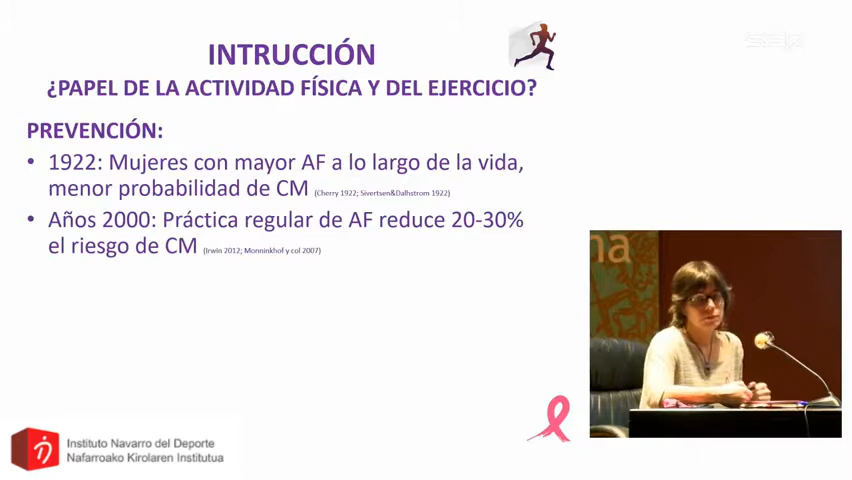 INTRUCCIÓN
¿PAPEL DE LA ACTIVIDAD FÍSICA Y DEL EJERCICIO?
PREVENCIÓN:
• 1922: Mujeres con mayor AF a lo largo de la vida,
menor probabilidad de CM (Cherry 1922; Sivertsen&Dalhstrom 1922)
• Años 2000: Práctica regular de AF reduce 20-30%
el riesgo de CM (Irwin 2012; Monninkhof y col 2007)
na
Instituto Navarro del Deporte
Nafarroako Kirolaren Institutua